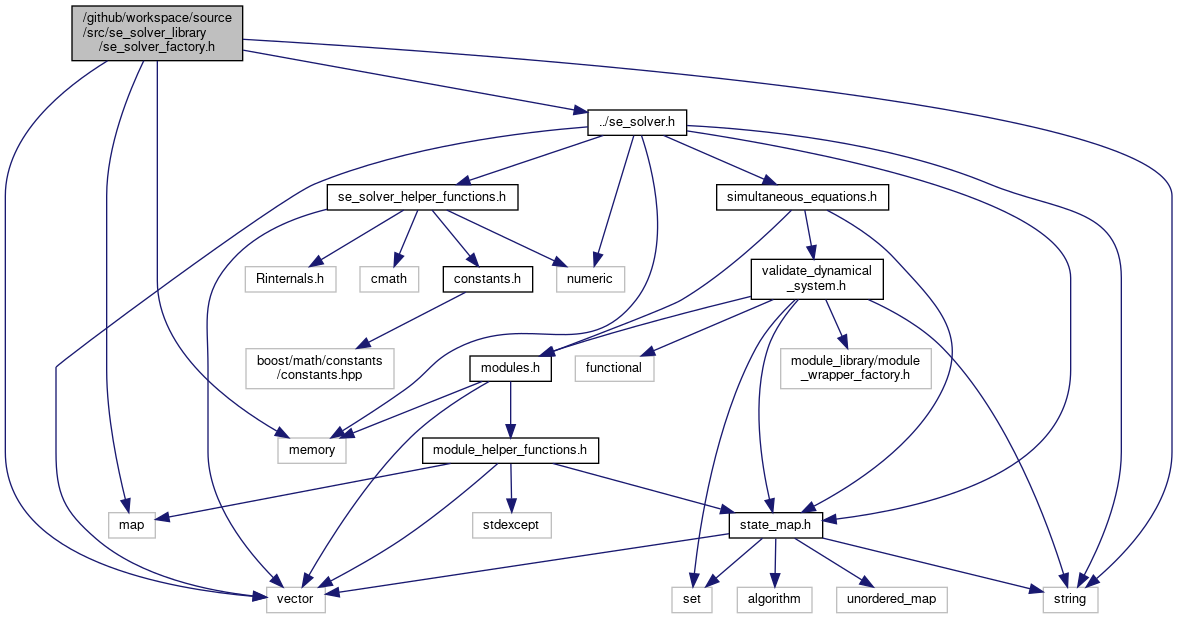 /github/workspace/source
/src/se_solver_library
/se_solver_factory.h
../se_solver.h
se_solver_helper_functions.h
simultaneous_equations.h
Rinternals.h
cmath
constants.h
numeric
validate_dynamical
_system.h
boost/math/constants
/constants.hpp
modules.h
functional
module_library/module
_wrapper_factory.h
memory
module_helper_functions.h
map
stdexcept
state_map.h
vector
set
algorithm
unordered_map
string